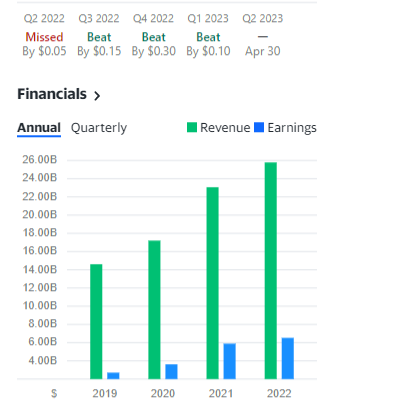 Q2 2022 Q3 2022 Q4 2022 Q1 2023 Q2 2023
Missed Beat Beat Beat —
By $0.05 By $0.15 By $0.30 By $0.10 Apr 30
Financials >
Annual Quarterly Revenue Earnings
26.00B
24.00B
22.00B
20.00B
18.00B
16.00B
14.00B
12.00B
10.00B
8.00B
6.00B
4.00B
$ 2019 2020 2021 2022